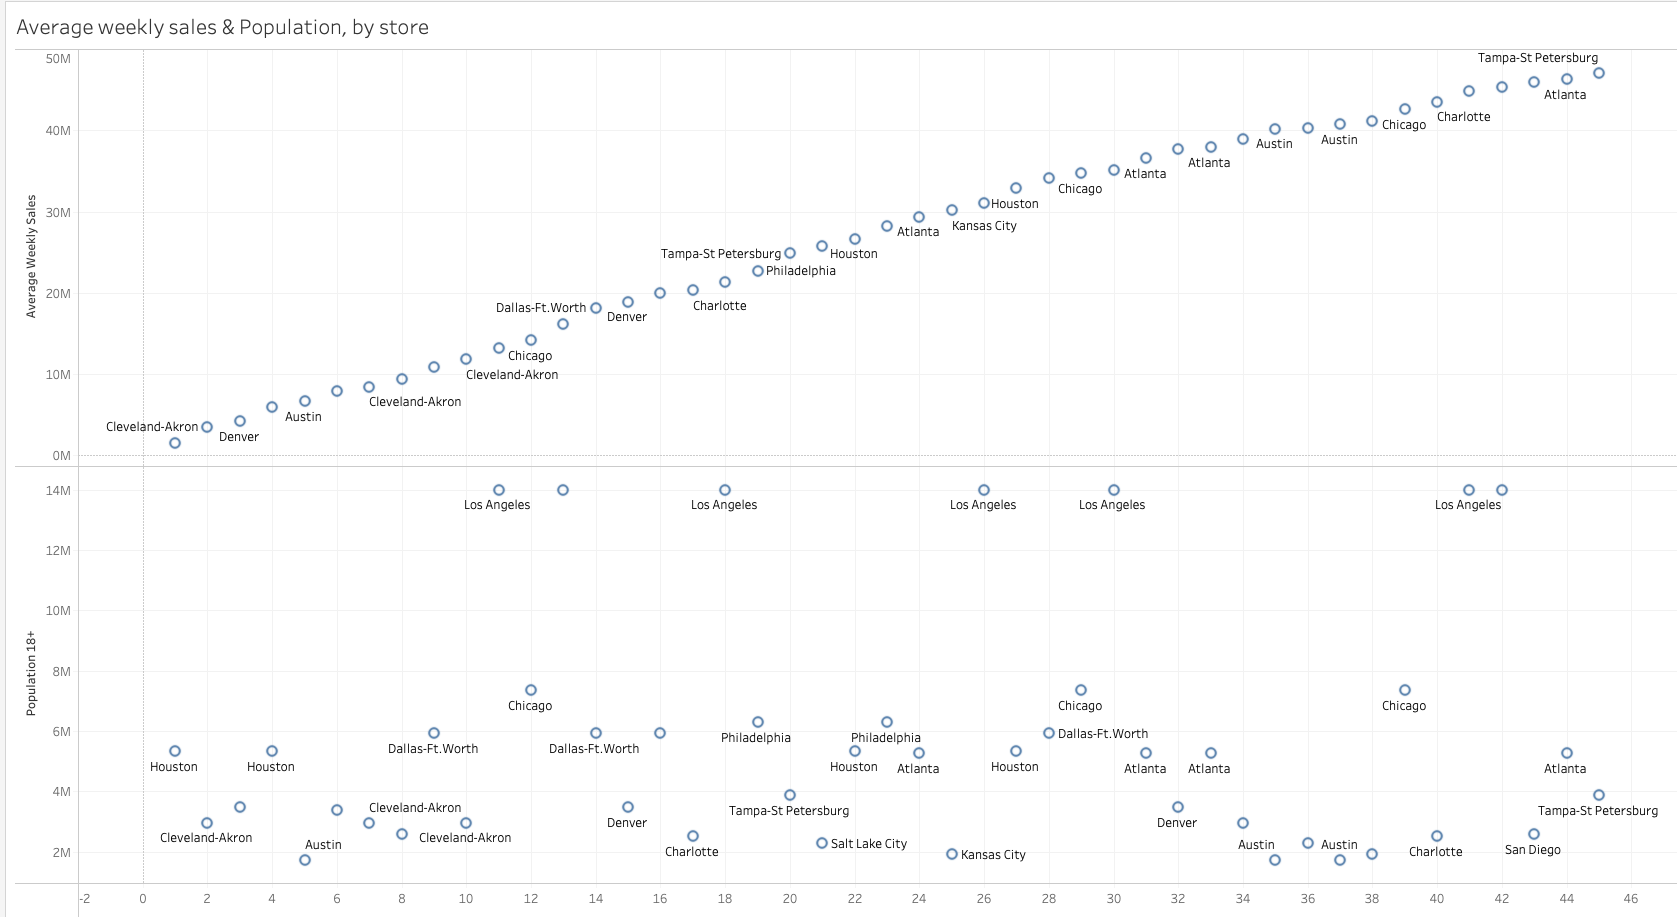 Average weekly sales & Population, by store
50M
Tampa-St Petersburg
Atlanta
40M
Charlotte
Chicago
Austin
Austin
Atlanta
Atlanta
Chicago
30M
Houston
Kansas City
Atlanta
Tampa-St Petersburg
Houston
Philadelphia
20M
Charlotte
Dallas-Ft.Worth
Denver
Chicago
10M
Cleveland-Akron
Cleveland-Akron
Austin
Cleveland-Akron
Denver
0M
Average Weekly Sales
14M
Los Angeles
Los Angeles
Los Angeles
Los Angeles
Los Angeles
12M
10M
8M
Chicago
Chicago
Chicago
6M
Philadelphia
Philadelphia
Dallas-Ft.Worth
Dallas-Ft.Worth
Dallas-Ft.Worth
Houston
Houston
Houston
Atlanta
Houston
Atlanta
Atlanta
Atlanta
4M
Cleveland-Akron
Tampa-St Petersburg
Tampa-St Petersburg
Denver
Denver
Cleveland-Akron
Cleveland-Akron
Austin
Salt Lake City
Austin
Austin
Charlotte
Charlotte
San Diego
2M
Kansas City
Population 18+
-2 0 2 4 6 8 10 12 14 16 18 20 22 24 26 28 30 32 34 36 38 40 42 44 46